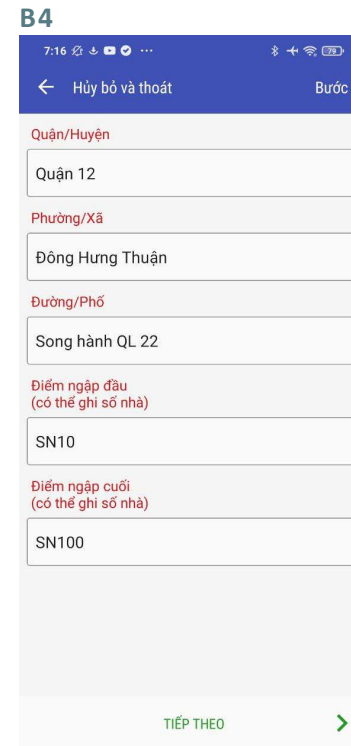 B4
7:16 ... 79
Hủy bỏ và thoát Bước
Quận/Huyện
Quận 12
Phường/Xã
Đông Hưng Thuận
Đường/Phố
Song hành QL 22
Điểm ngập đầu
(có thể ghi số nhà)
SN10
Điểm ngập cuối
(có thể ghi số nhà)
SN100
TIẾP THEO